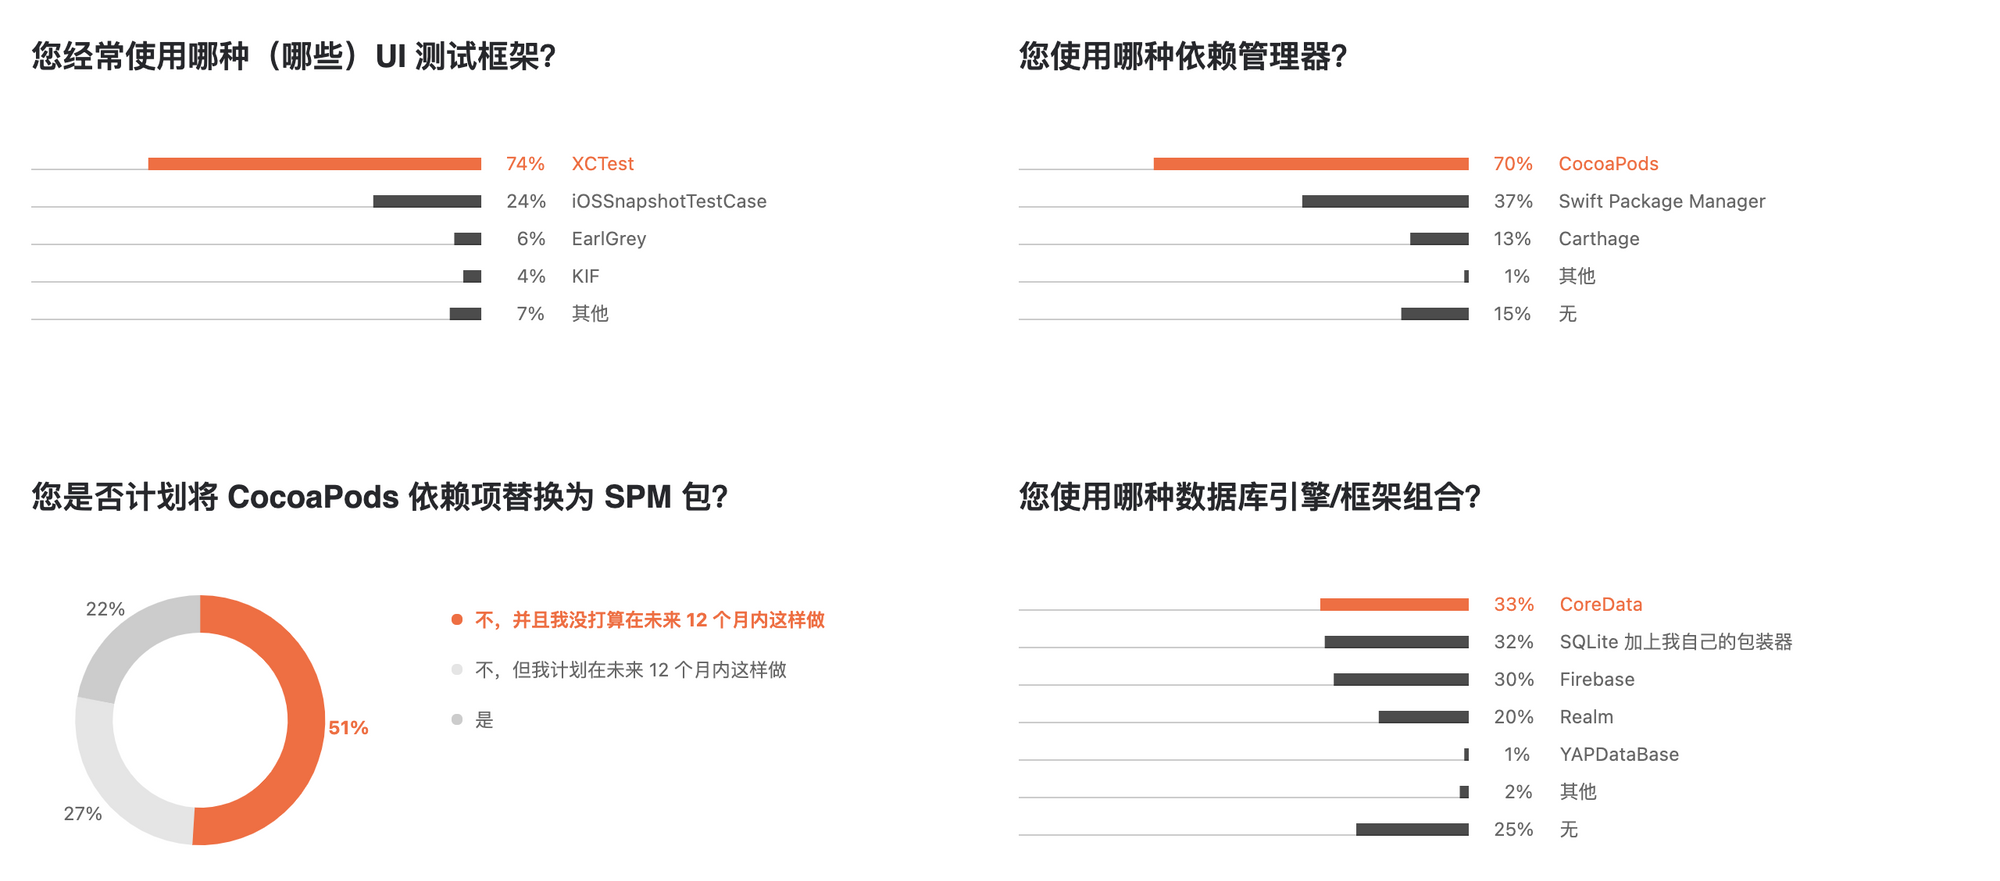 您经常使用哪种（哪些）UI 测试框架?
74% XCTest
24% iOSSnapshotTestCase
6% EarlGrey
4% KIF
7% 其他
您使用哪种依赖管理器?
70% CocoaPods
37% Swift Package Manager
13% Carthage
1% 其他
15% 无
您是否计划将 CocoaPods 依赖项替换为 SPM 包?
22%
51%
27%
不，并且我没打算在未来 12 个月内这样做
不，但我计划在未来 12 个月内这样做
是
您使用哪种数据库引擎/框架组合?
33% CoreData
32% SQLite 加上我自己的包装器
30% Firebase
20% Realm
1% YAPDataBase
2% 其他
25% 无